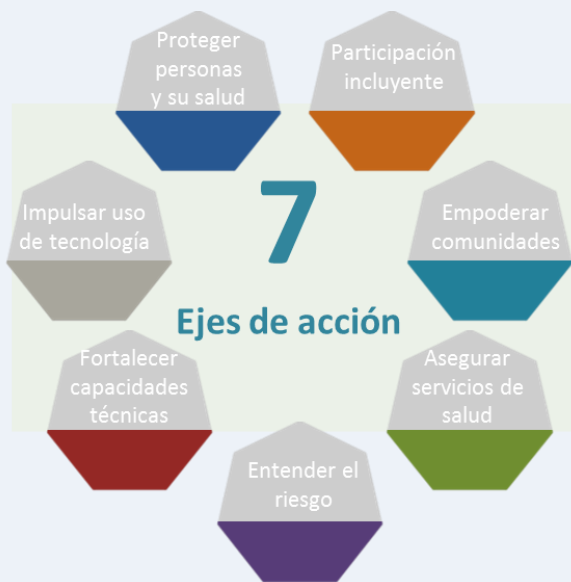 Proteger
personas
y su salud
Participación
incluyente
Impulsar uso
de tecnología
7
Ejes de acción
Empoderar
comunidades
Fortalecer
capacidades
técnicas
Asegurar
servicios de
salud
Entender el
riesgo